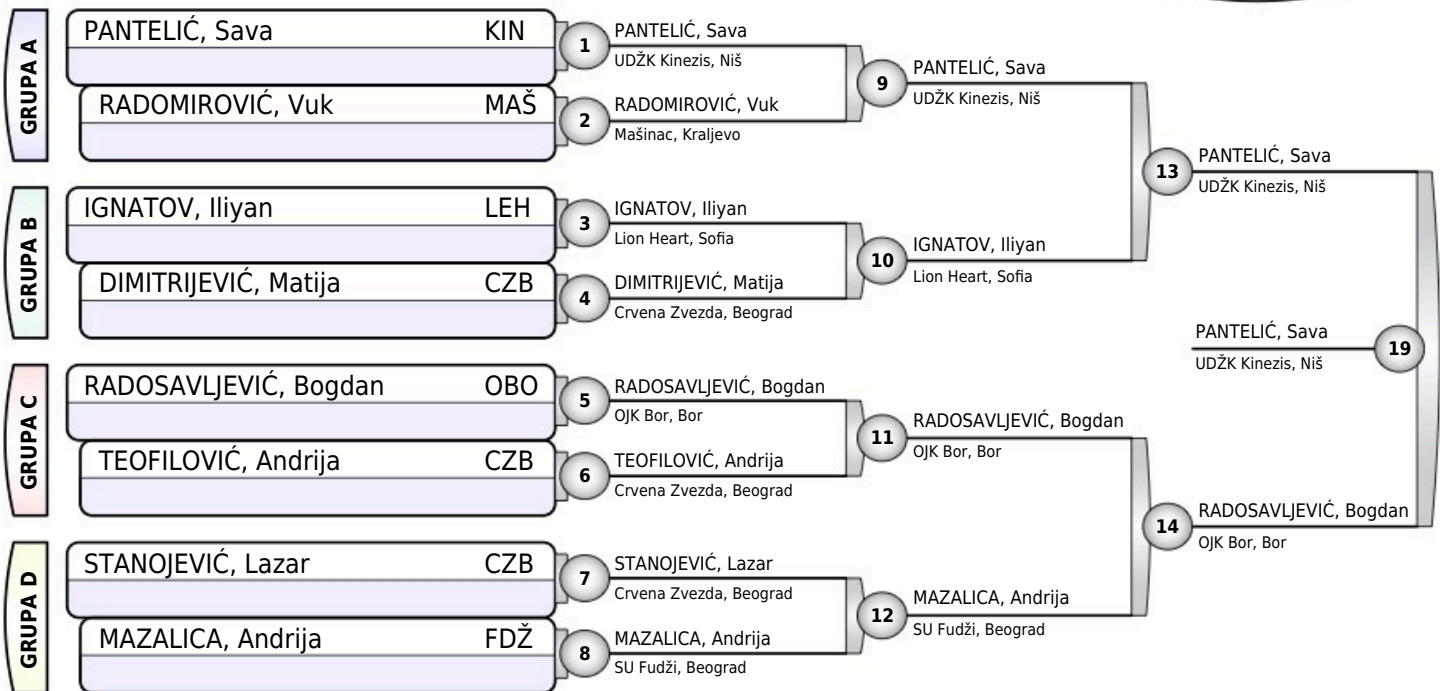 GRUPA A
PANTELIĆ, Sava KIN
RADOMIROVIĆ, Vuk MAŠ
GRUPA B
IGNATOV, Iliyan LEH
DIMITRIJEVIĆ, Matija CZB
GRUPA C
RADOSAVLJEVIĆ, Bogdan OBO
TEOFILOVIĆ, Andrija CZB
GRUPA D
STANOJEVIĆ, Lazar CZB
MAZALICA, Andrija FDŽ
1 PANTELIĆ, Sava
UDŽK Kinezis, Niš
2 RADOMIROVIĆ, Vuk
Mašinac, Kraljevo
3 IGNATOV, Iliyan
Lion Heart, Sofia
4 DIMITRIJEVIĆ, Matija
Crvena Zvezda, Beograd
5 RADOSAVLJEVIĆ, Bogdan
OJK Bor, Bor
6 TEOFILOVIĆ, Andrija
Crvena Zvezda, Beograd
7 STANOJEVIĆ, Lazar
Crvena Zvezda, Beograd
8 MAZALICA, Andrija
SU Fudži, Beograd
9 PANTELIĆ, Sava
UDŽK Kinezis, Niš
10 IGNATOV, Iliyan
Lion Heart, Sofia
11 RADOSAVLJEVIĆ, Bogdan
OJK Bor, Bor
12 MAZALICA, Andrija
SU Fudži, Beograd
13 PANTELIĆ, Sava
UDŽK Kinezis, Niš
14 RADOSAVLJEVIĆ, Bogdan
OJK Bor, Bor
PANTELIĆ, Sava 19
UDŽK Kinezis, Niš